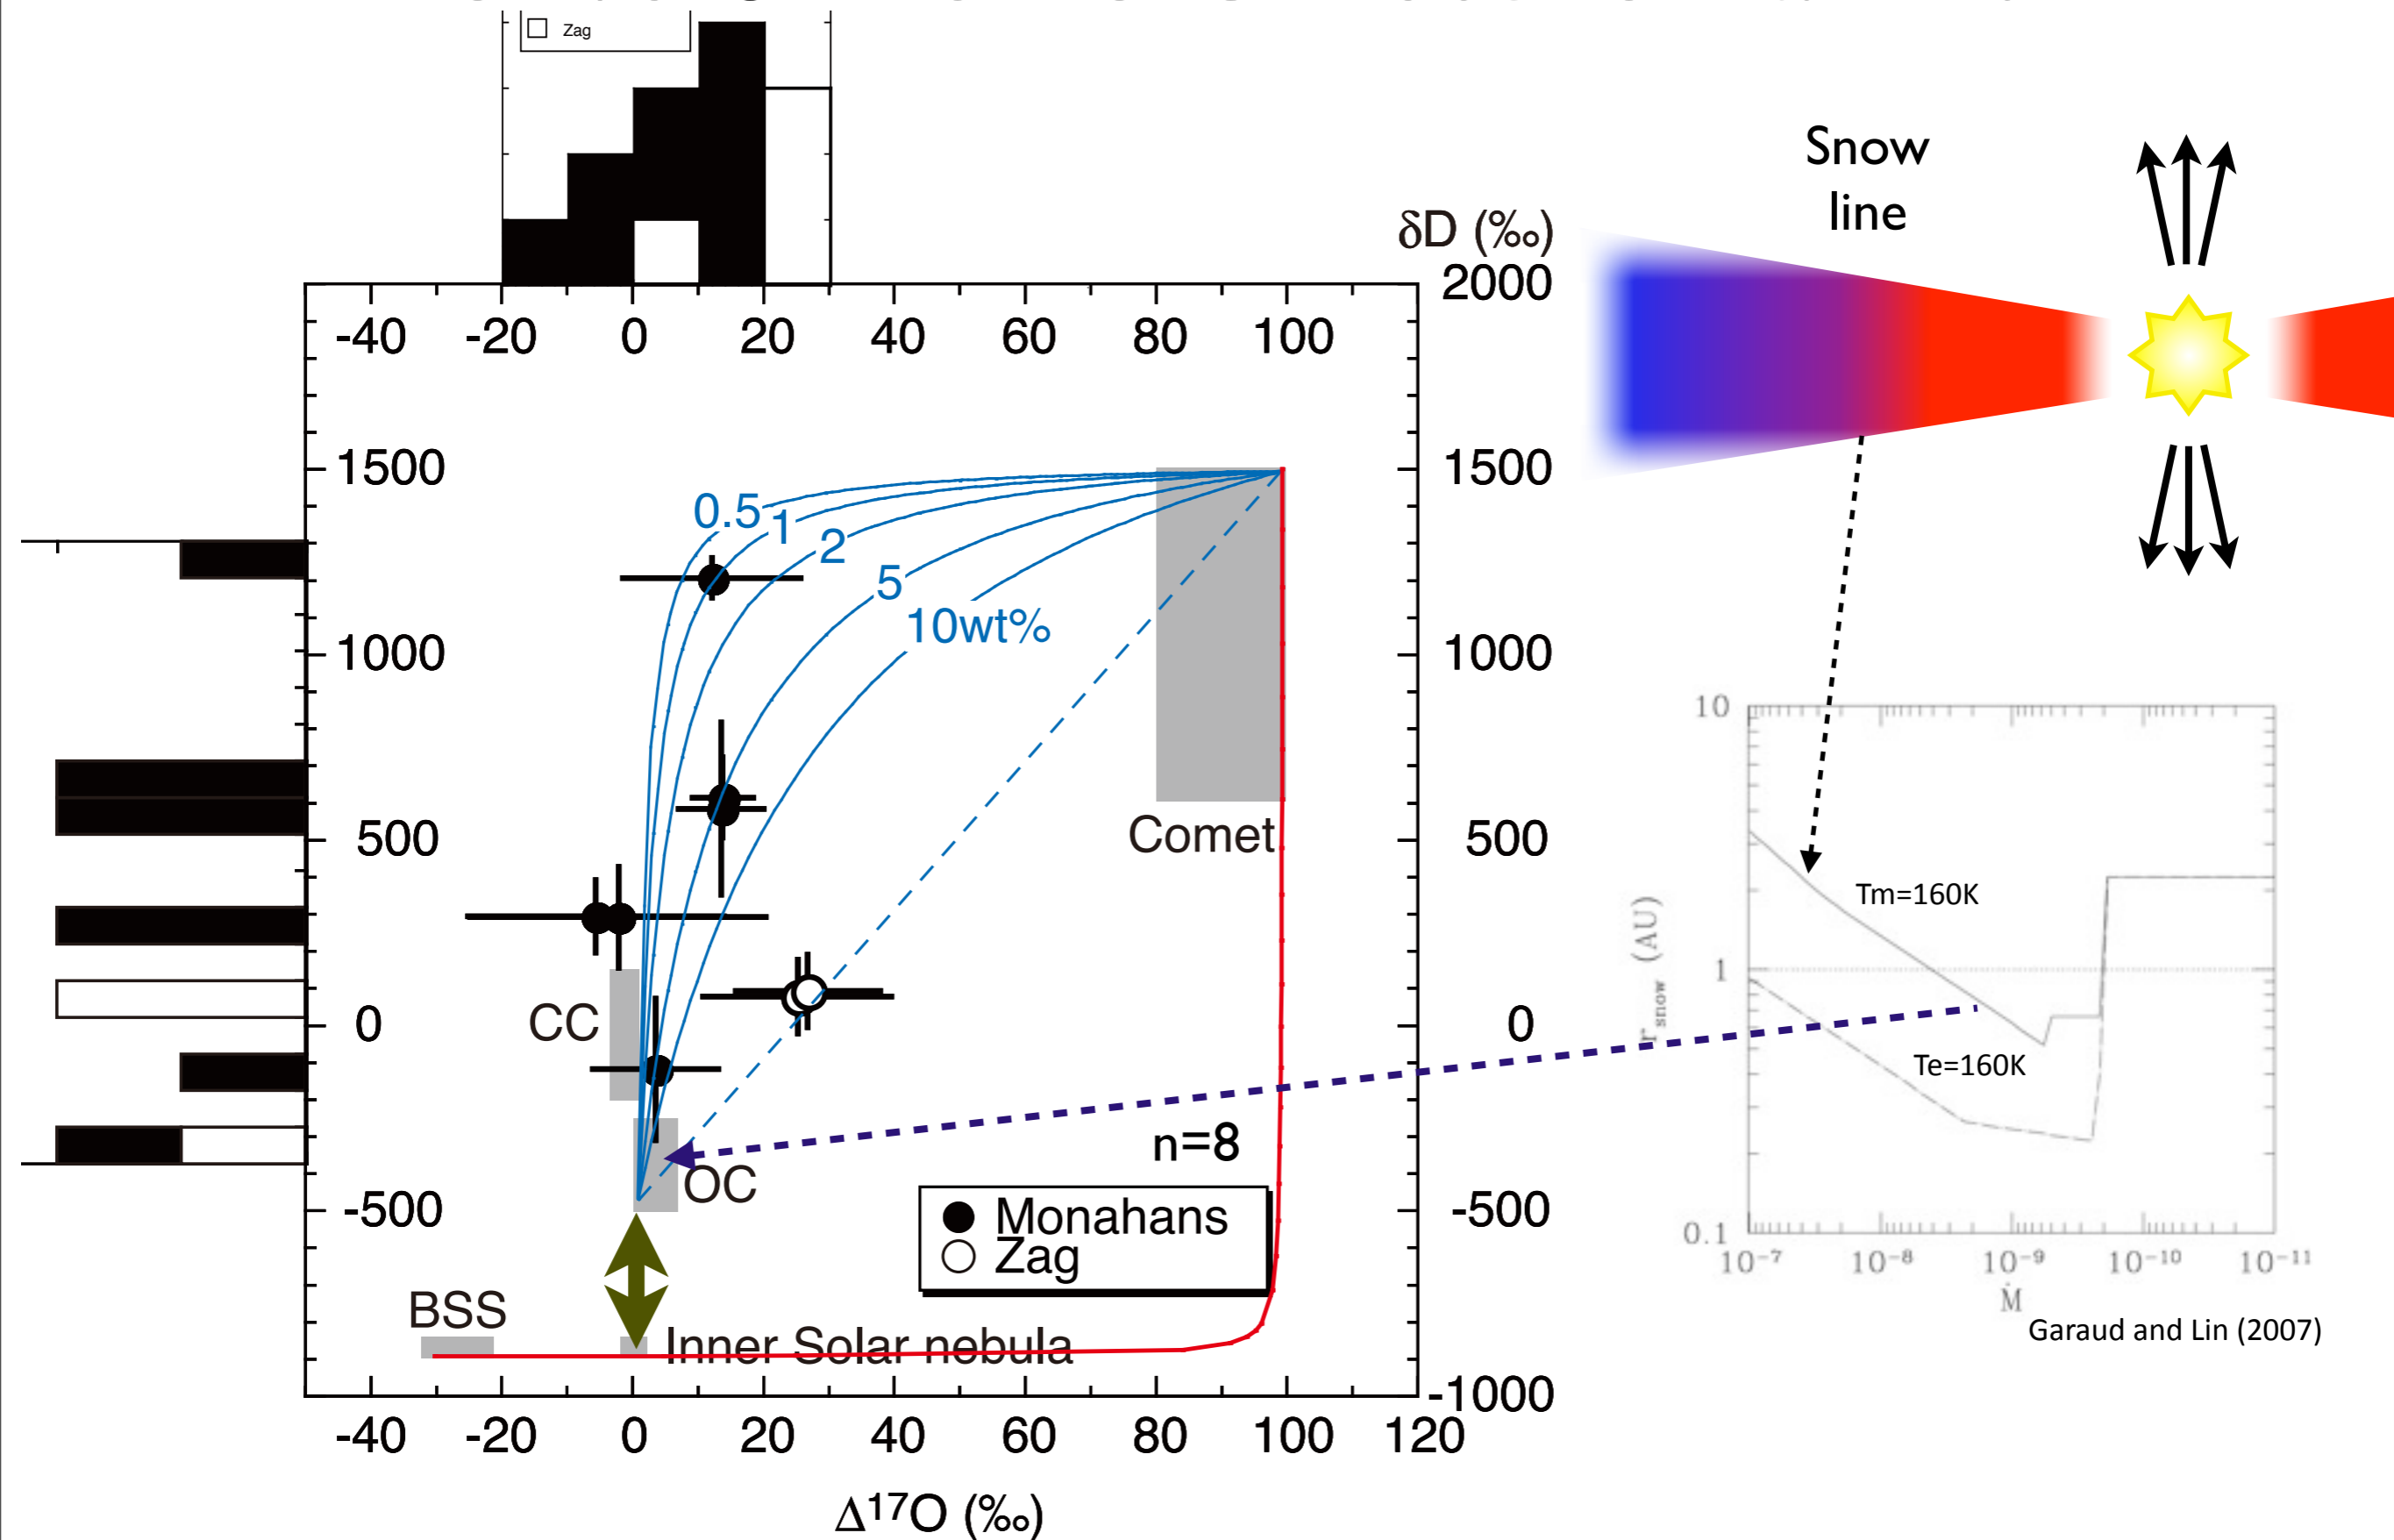 Zag
Snow
line
δD (‰)
2000
-40 -20 0 20 40 60 80 100
1500
1500
0.5
1
2
5
10wt%
1000
1000
10
500
Comet
500
Tm=160K
1
r snow (AU)
CC
0
0
Te=160K
n=8
OC
-500
-500
Monahans
Zag
0.1
10⁻⁷ 10⁻⁸ 10⁻⁹ 10⁻¹⁰ 10⁻¹¹
Ṁ
BSS
Inner Solar nebula
Garaud and Lin (2007)
-1000
-40 -20 0 20 40 60 80 100 120
Δ¹⁷O (‰)